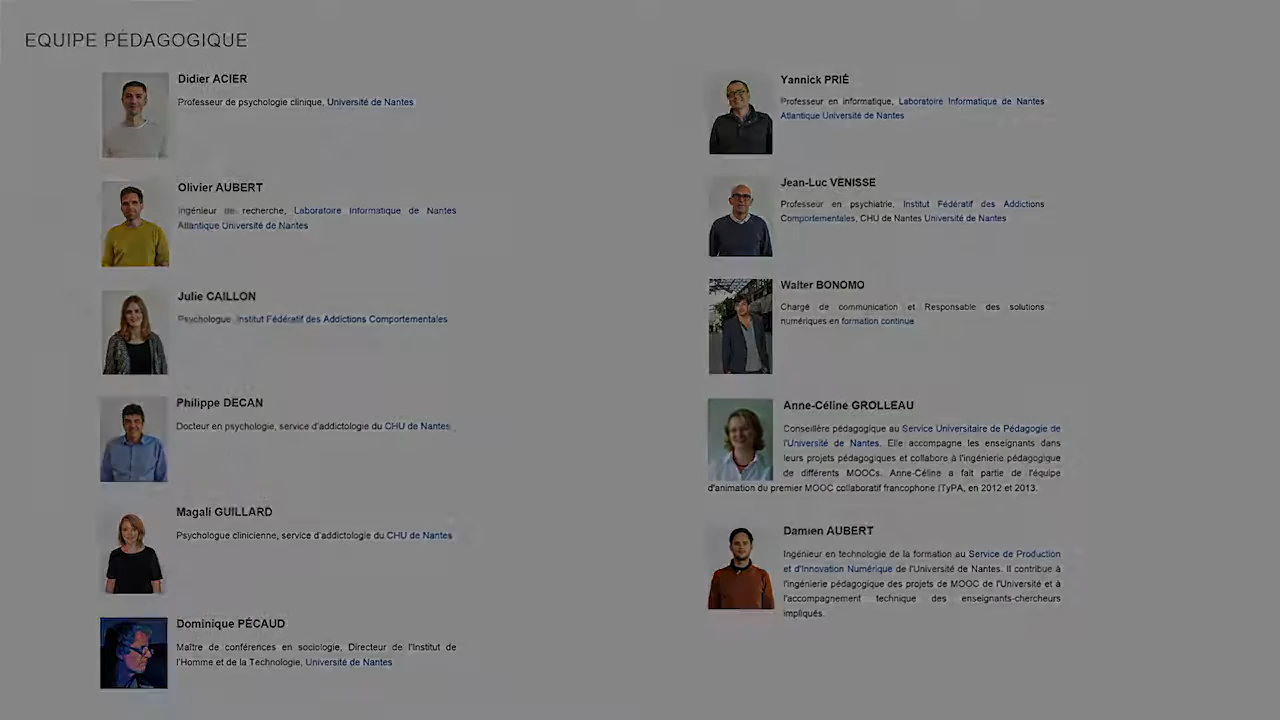 EQUIPE PÉDAGOGIQUE
Didier ACIER
Professeur de psychologie clinique, Université de Nantes
Olivier AUBERT
Ingénieur de recherche, Laboratoire Informatique de Nantes
Atlantique Université de Nantes
Julie CAILLON
Psychologue Institut Fédératif des Addictions Comportementales
Philippe DECAN
Docteur en psychologie, service d'addictologie du CHU de Nantes
Magali GUILLARD
Psychologue clinicienne, service d'addictologie du CHU de Nantes
Dominique PÉCAUD
Maître de conférences en sociologie, Directeur de l'Institut de
l'Homme et de la Technologie, Université de Nantes
Yannick PRIÉ
Professeur en informatique, Laboratoire Informatique de Nantes
Atlantique Université de Nantes
Jean-Luc VENISSE
Professeur en psychiatrie, Institut Fédératif des Addictions
Comportementales, CHU de Nantes Université de Nantes
Walter BONOMO
Chargé de communication et Responsable des solutions
numériques en formation continue
Anne-Céline GROLLEAU
Conseillère pédagogique au Service Universitaire de Pédagogie de
l'Université de Nantes. Elle accompagne les enseignants dans
leurs projets pédagogiques et collabore à l'ingénierie pédagogique
de différents MOOCs. Anne-Céline a fait partie de l'équipe
d'animation du premier MOOC collaboratif francophone ITyPA, en 2012 et 2013.
Damien AUBERT
Ingénieur en technologie de la formation au Service de Production
et d'Innovation Numérique de l'Université de Nantes. Il contribue à
l'ingénierie pédagogique des projets de MOOC de l'Université et à
l'accompagnement technique des enseignants-chercheurs
impliqués.